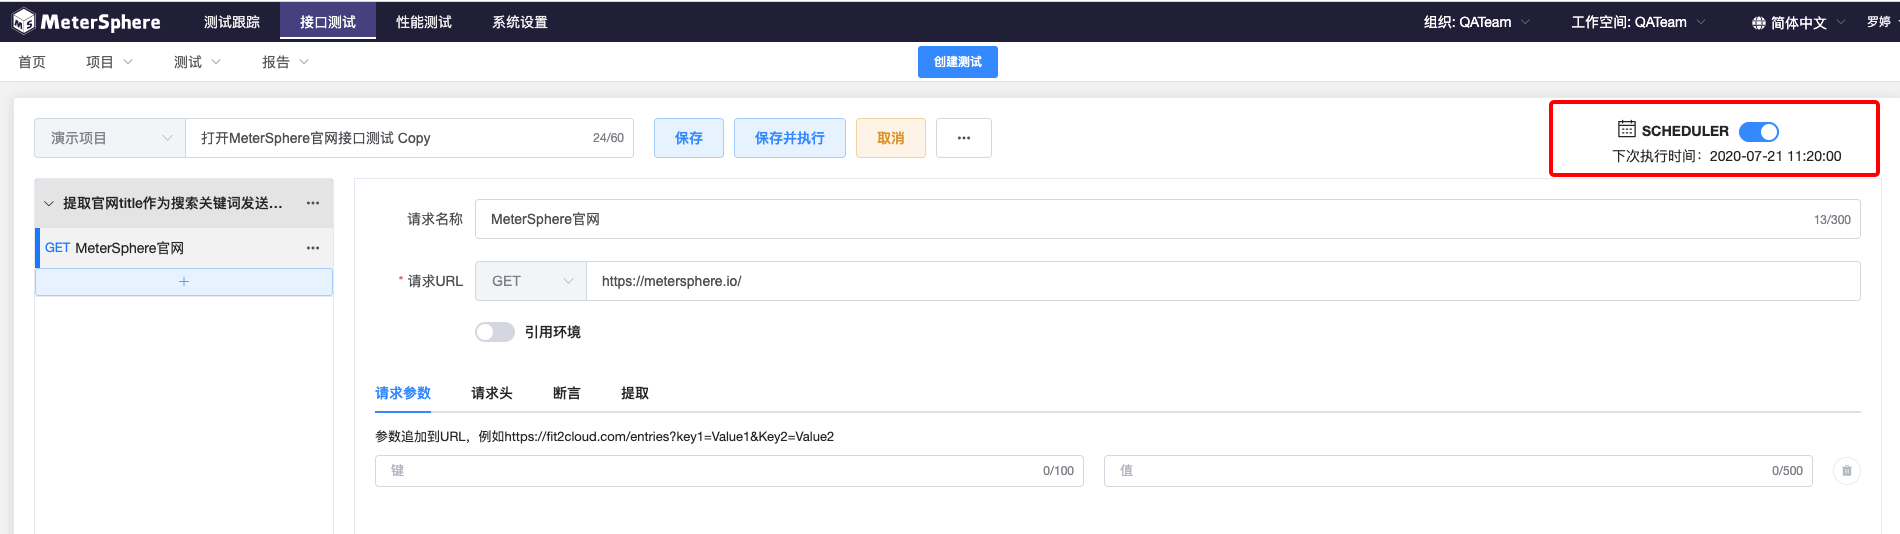 MeterSphere 测试跟踪 接口测试 性能测试 系统设置 组织: QATeam 工作空间: QATeam 简体中文 罗婷
首页 项目 测试 报告 创建测试
演示项目 打开MeterSphere官网接口测试 Copy 24/60 保存 保存并执行 取消 ... SCHEDULER
下次执行时间：2020-07-21 11:20:00
提取官网title作为搜索关键词发送... ...
请求名称 MeterSphere官网 13/300
GET MeterSphere官网 ...
+
* 请求URL GET https://metersphere.io/
引用环境
请求参数 请求头 断言 提取
参数追加到URL，例如https://fit2cloud.com/entries?key1=Value1&Key2=Value2
键 0/100 值 0/500